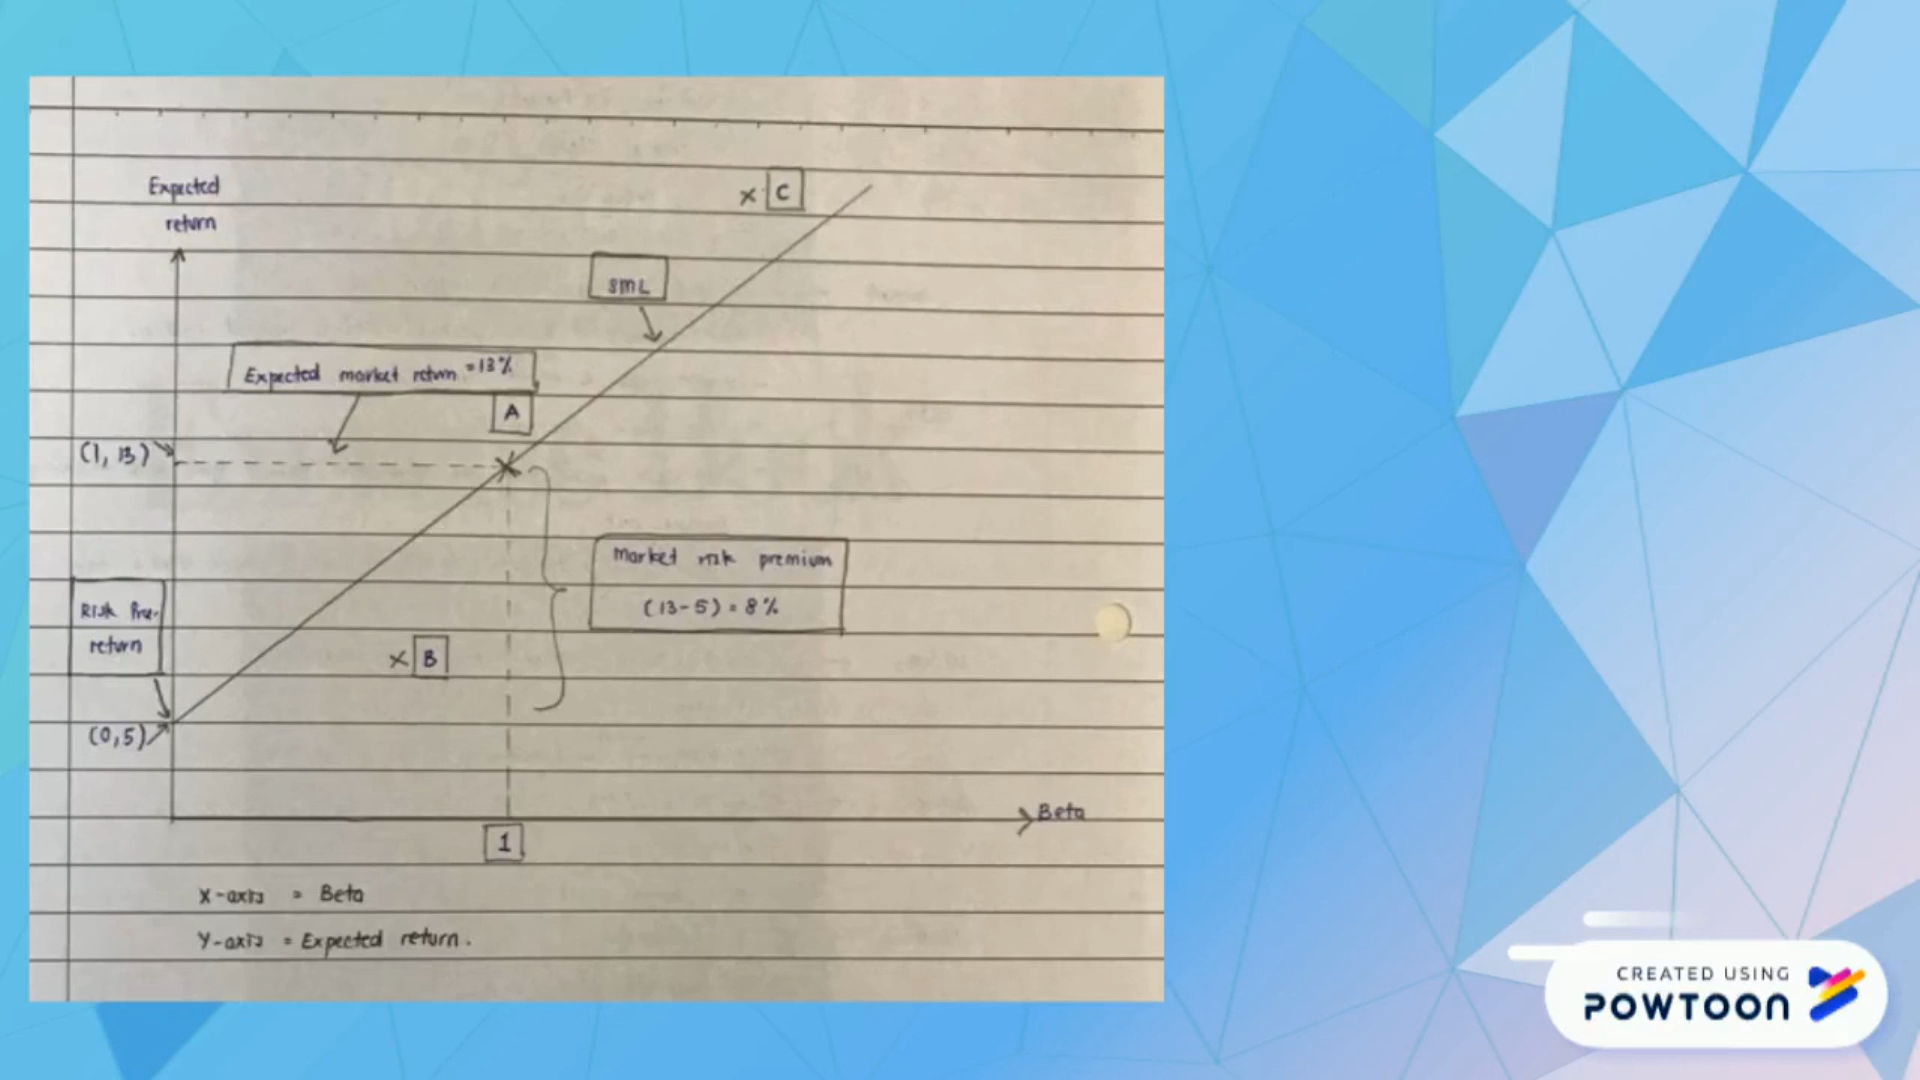 Expected
return
× C
SML
Expected market return = 13%
A
(1, 13)
Market risk premium
(13-5) = 8%
Risk free
return
× B
(0,5)
Beta
1
X-axis = Beta
Y-axis = Expected return.
CREATED USING
POWTOON